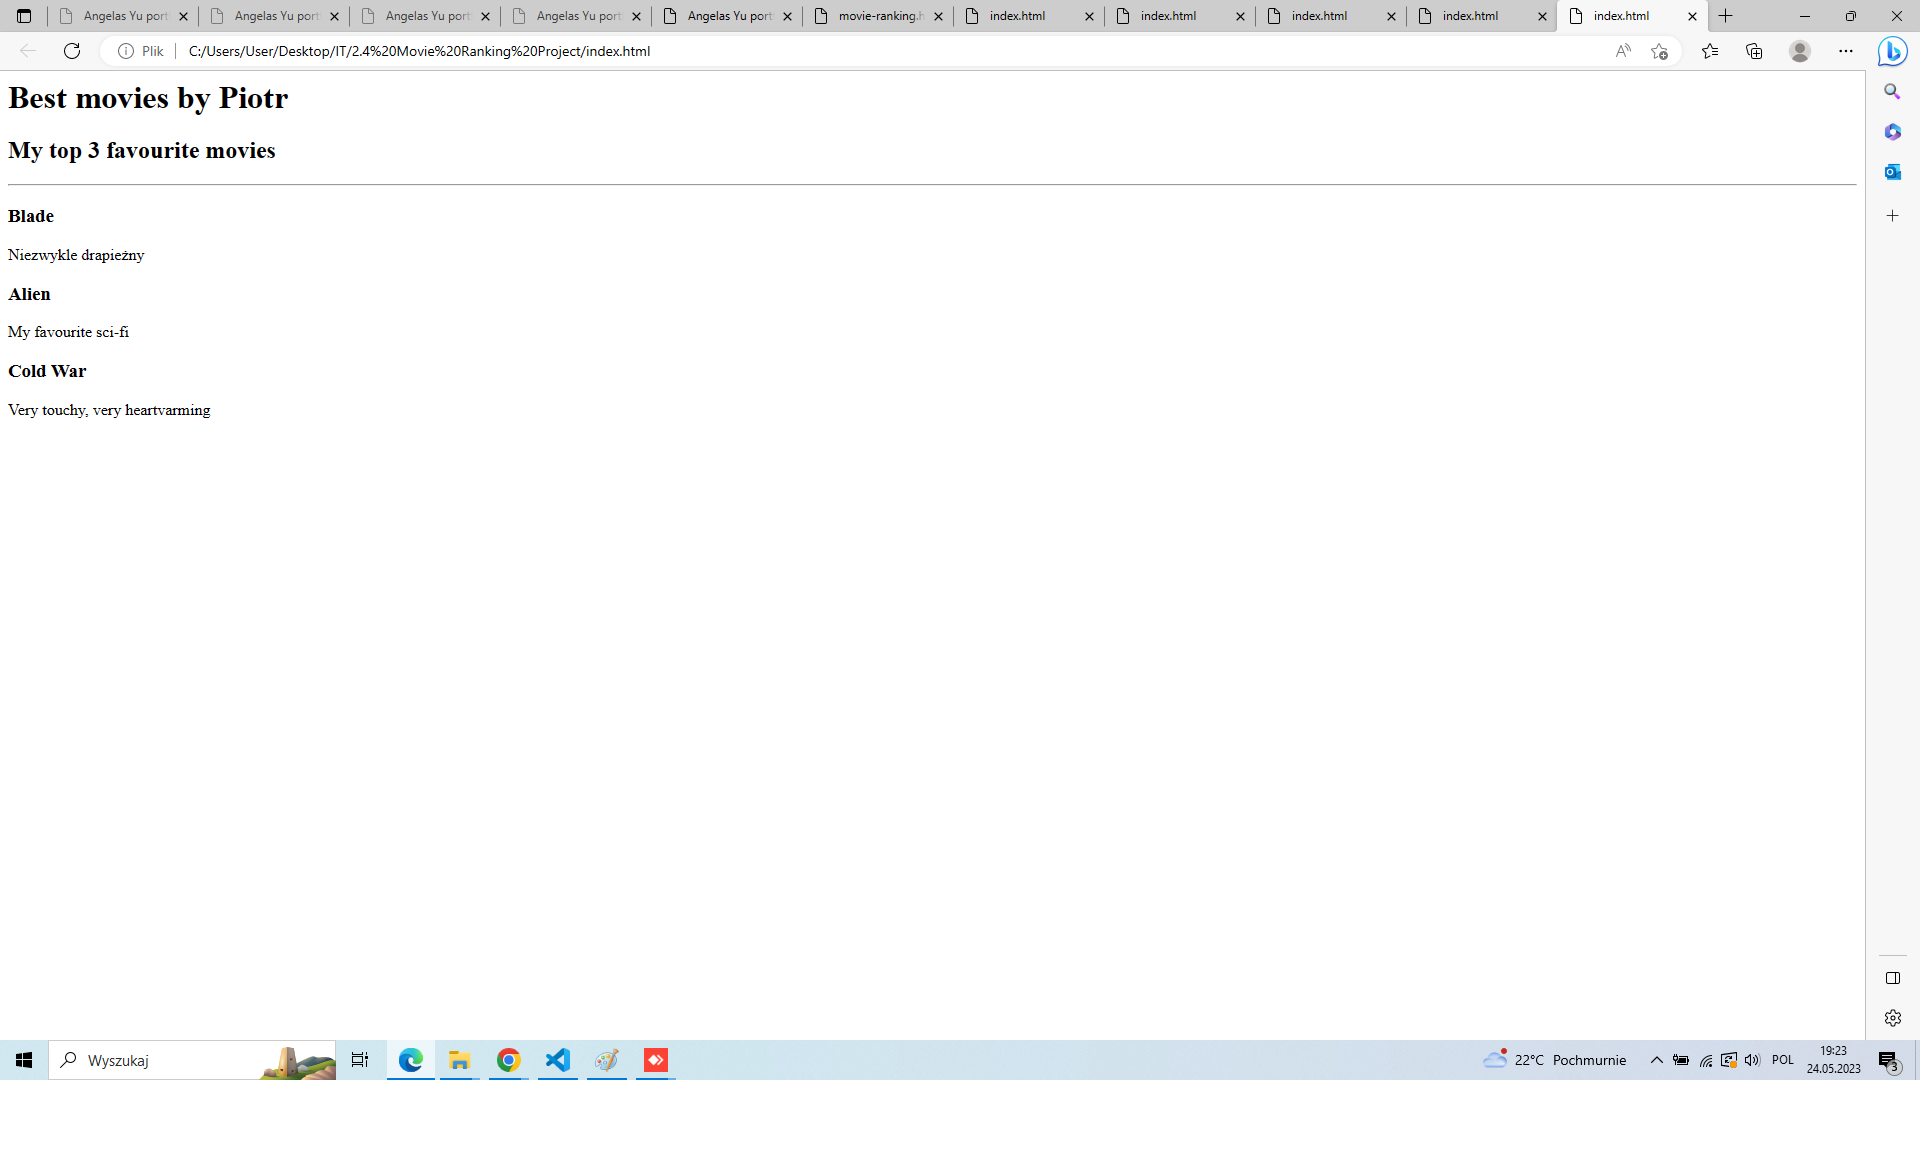 Angelas Yu port
Angelas Yu port
Angelas Yu port
Angelas Yu port
Angelas Yu port
movie-ranking.h
index.html
index.html
index.html
index.html
index.html
Plik
C:/Users/User/Desktop/IT/2.4%20Movie%20Ranking%20Project/index.html
Best movies by Piotr
My top 3 favourite movies
Blade
Niezwykle drapieżny
Alien
My favourite sci-fi
Cold War
Very touchy, very heartvarming
Wyszukaj
22°C Pochmurnie
POL
19:23
24.05.2023
3